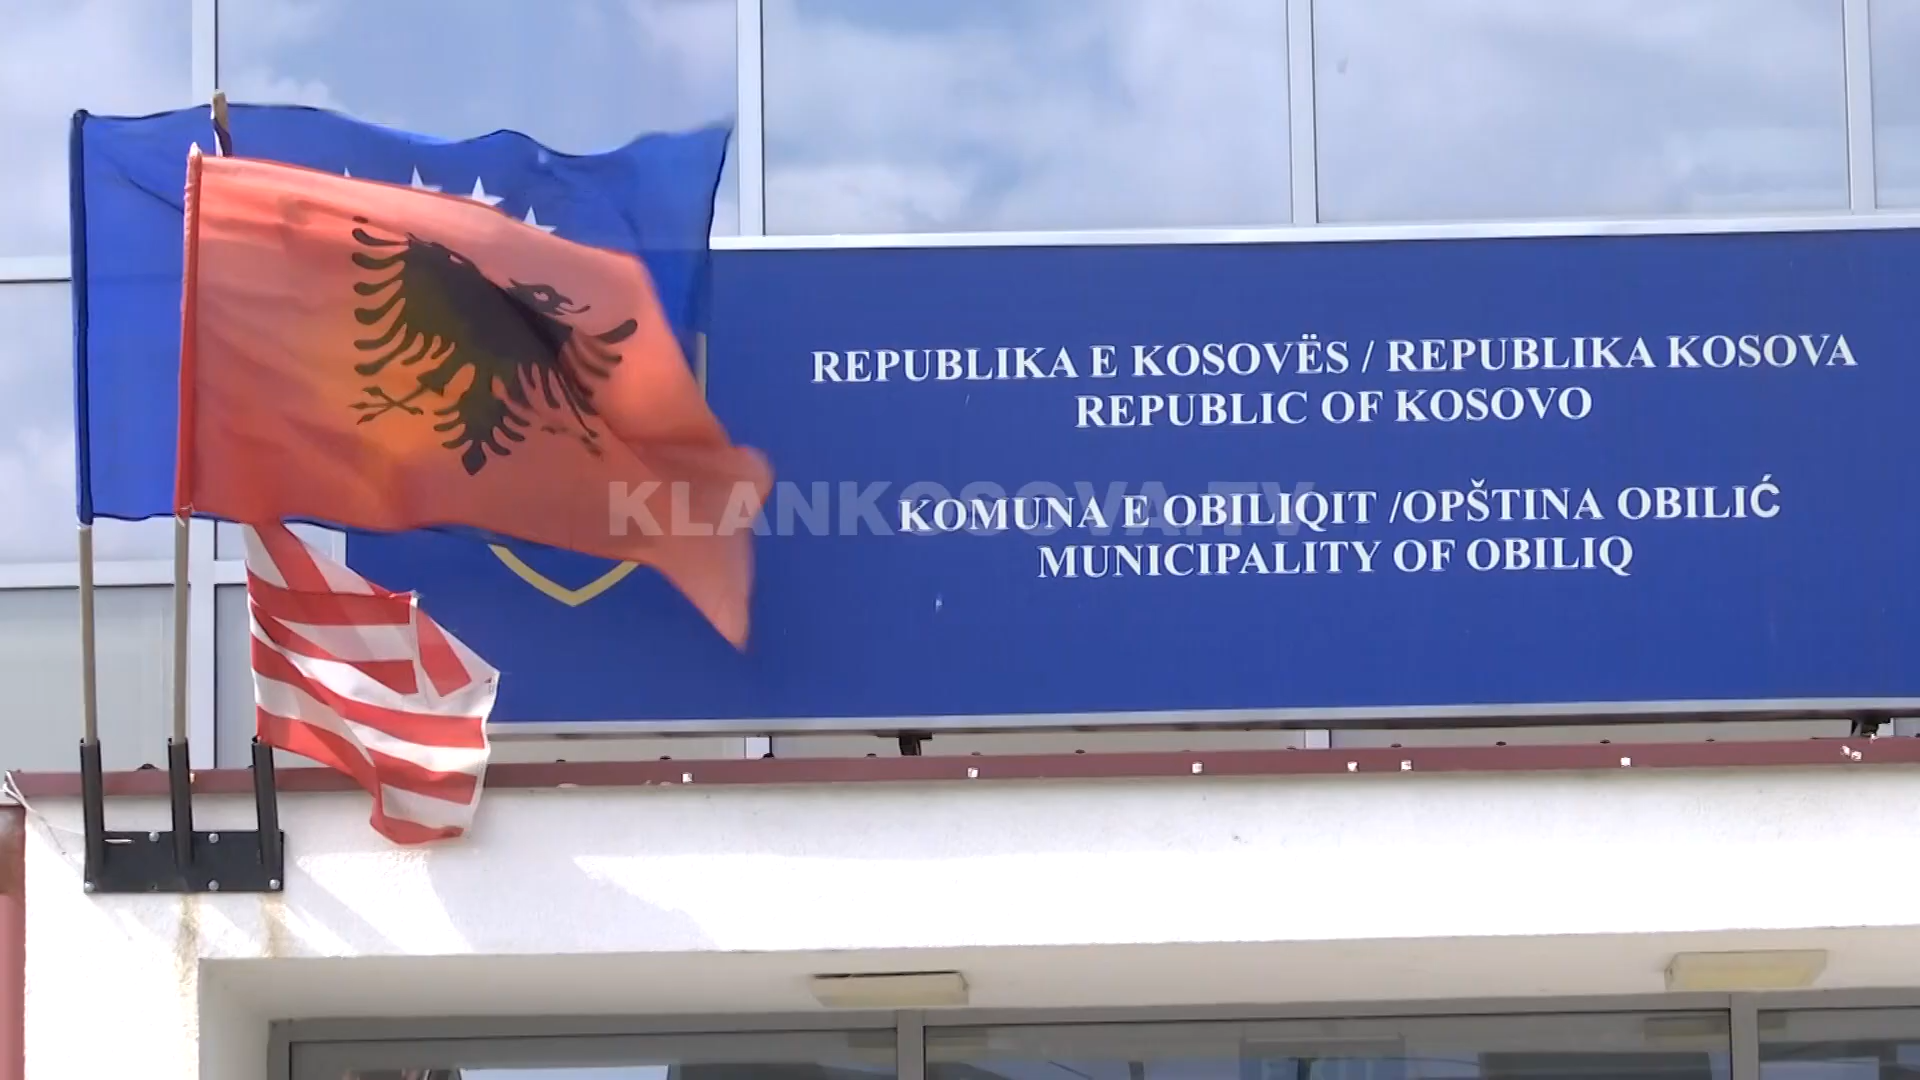 REPUBLIKA E KOSOVËS / REPUBLIKA KOSOVA
REPUBLIC OF KOSOVO
KLANKOSOVA.TV
KOMUNA E OBILIQIT /OPŠTINA OBILIĆ
MUNICIPALITY OF OBILIQ